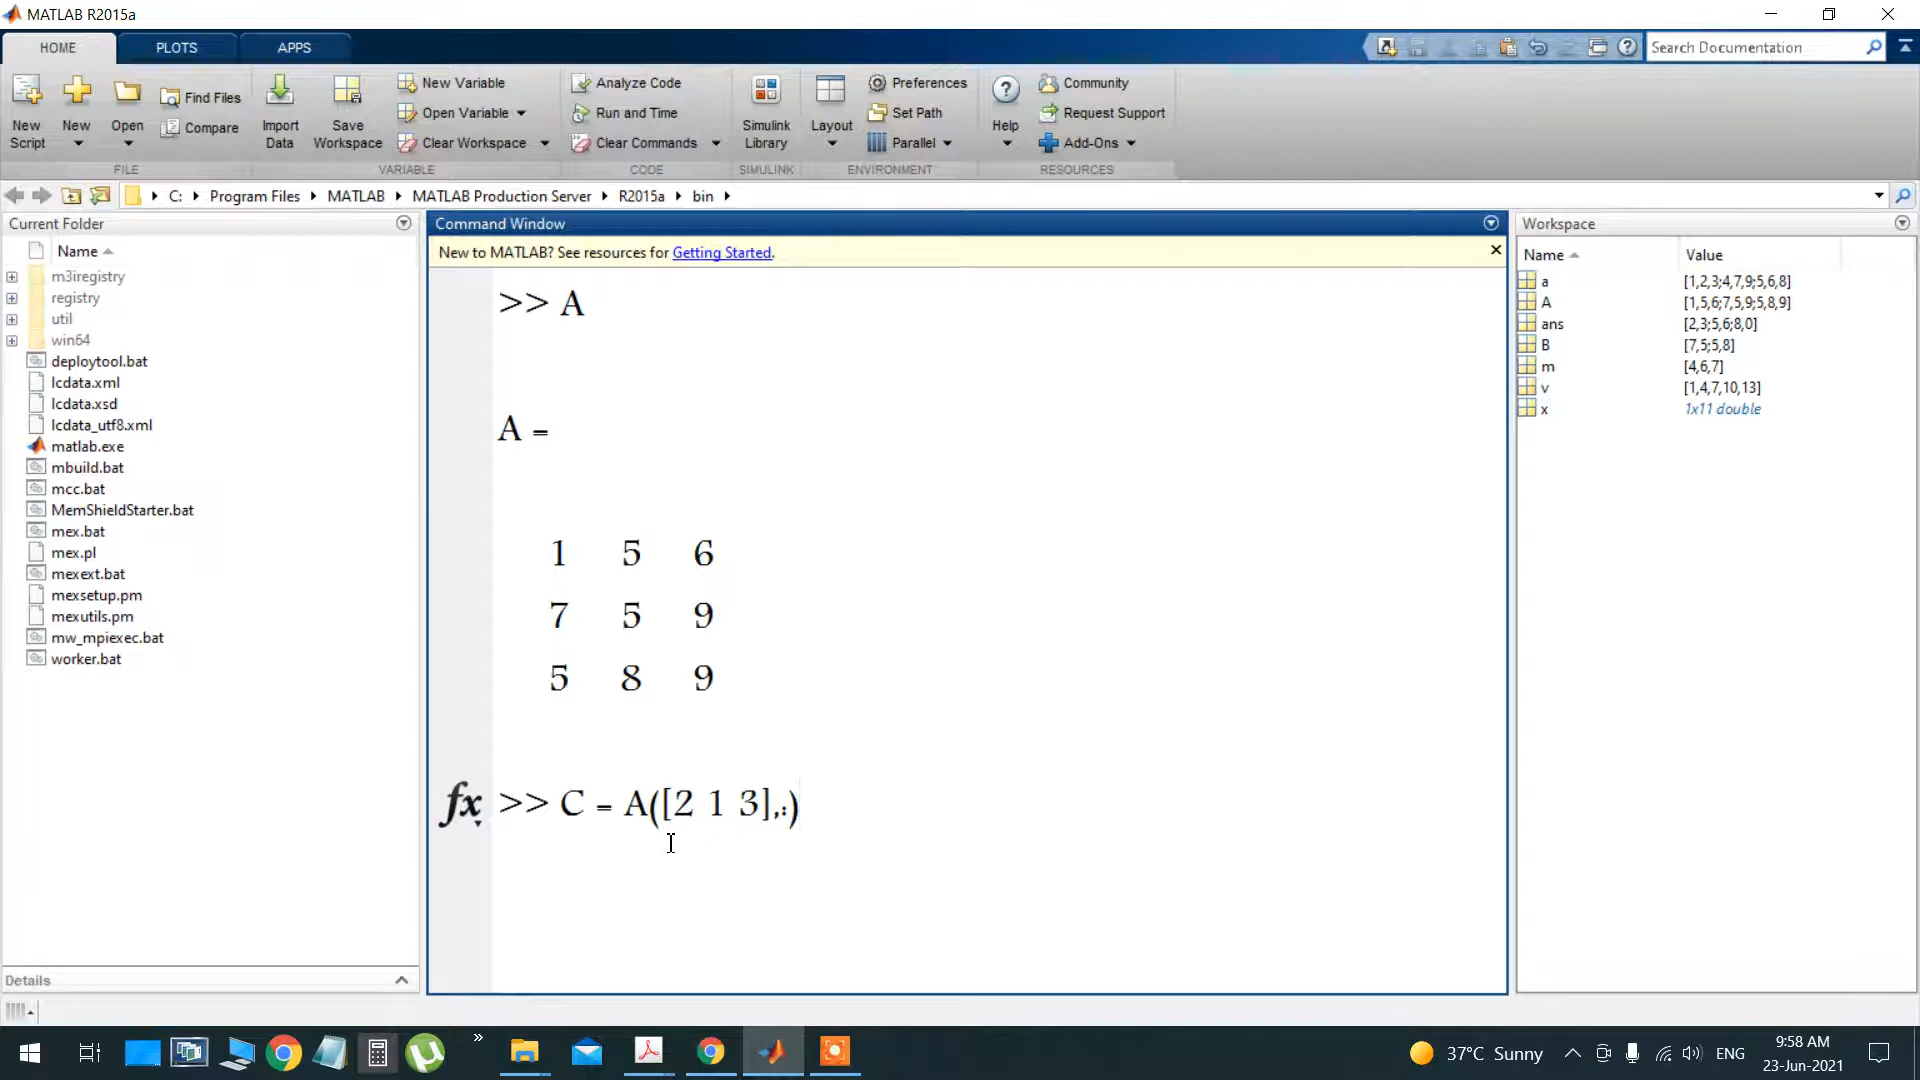 MATLAB R2015a
HOME PLOTS APPS
Search Documentation
New Script
New
Open
Find Files
Compare
Import Data
Save Workspace
New Variable
Open Variable
Clear Workspace
Analyze Code
Run and Time
Clear Commands
Simulink Library
Layout
Preferences
Set Path
Parallel
Help
Community
Request Support
Add-Ons
FILE VARIABLE CODE SIMULINK ENVIRONMENT RESOURCES
C: Program Files MATLAB MATLAB Production Server R2015a bin
Current Folder
Name
m3iregistry
registry
util
win64
deploytool.bat
lcdata.xml
lcdata.xsd
lcdata_utf8.xml
matlab.exe
mbuild.bat
mcc.bat
MemShieldStarter.bat
mex.bat
mex.pl
mexext.bat
mexsetup.pm
mexutils.pm
mw_mpiexec.bat
worker.bat
Details
Command Window
New to MATLAB? See resources for Getting Started.
>> A
A =
1 5 6
7 5 9
5 8 9
fx >> C = A([2 1 3],:)
Workspace
Name Value
a [1,2,3;4,7,9;5,6,8]
A [1,5,6;7,5,9;5,8,9]
ans [2,3;5,6;8,0]
B [7,5;5,8]
m [4,6,7]
v [1,4,7,10,13]
x 1x11 double
37°C Sunny
ENG
9:58 AM
23-Jun-2021